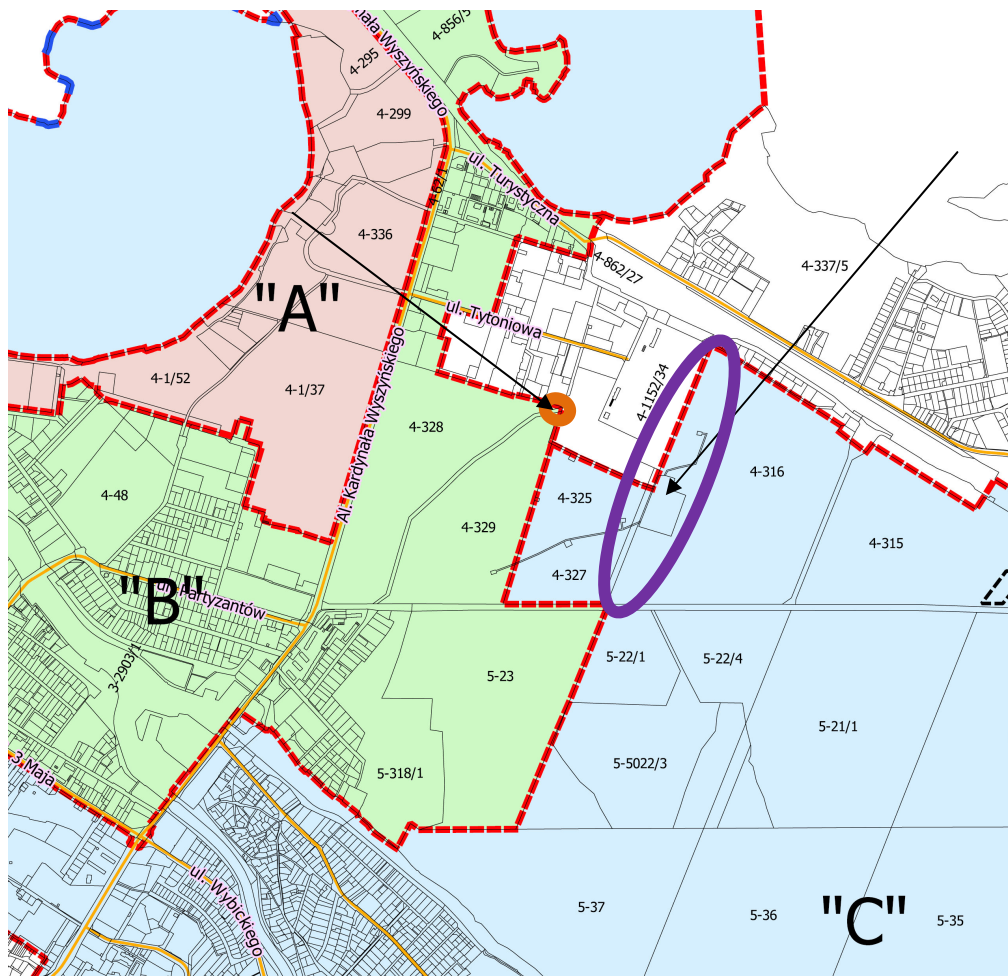 4-856/5
ała Wyszyńskiego
4-295
4-299
ul. Turystyczna
4-62/1
4-336
4-862/27
4-337/5
"A"
ul. Tytoniowa
4-1/52
4-1/37
Al. Kardynała Wyszyńskiego
4-1152/34
4-328
4-316
4-48
4-325
4-329
4-315
4-327
"B"
ul. Partyzantów
3-2903/1
5-22/1
5-22/4
5-23
5-21/1
3 Maja
5-318/1
5-5022/3
ul. Wybickiego
5-37
5-36
"C"
5-35